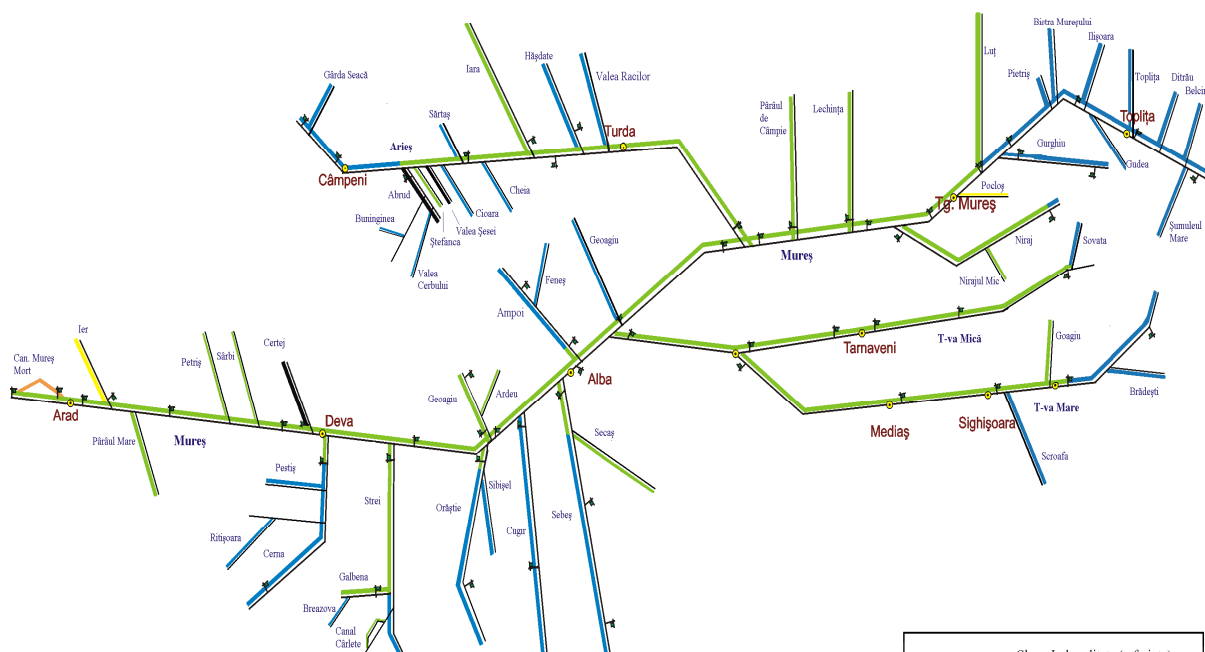 Bistra Mureșului
Ilișoara
Luț
Pietriș
Toplița
Ditrău
Gârda Seacă
Iara
Hășdate
Valea Racilor
Toplița
Sărtaș
Pârâul
de
Câmpie
Lechința
Turda
Gurghiu
Gudea
Arieș
Câmpeni
Abrud
Cheia
Pocloș
Tg. Mureș
Buninginea
Cioara
Ștefanca
Valea Șesei
Șumuleul
Mare
Geoagiu
Niraj
Sovata
Valea
Cerbului
Feneș
Mureș
Nirajul Mic
Ampoi
Ier
Can. Mureș
Mort
Petriș
Sârbi
Certej
Tarnaveni
T-va Mică
Goagiu
Alba
Geoagiu
Ardeu
Brădești
Arad
Deva
T-va Mare
Mediaș
Sighișoara
Pârâul Mare
Mureș
Secaș
Scroafa
Pestiș
Strei
Orăștie
Sibișel
Cugir
Sebeș
Ritișoara
Cerna
Galbena
Breazova
Canal
Cârlete